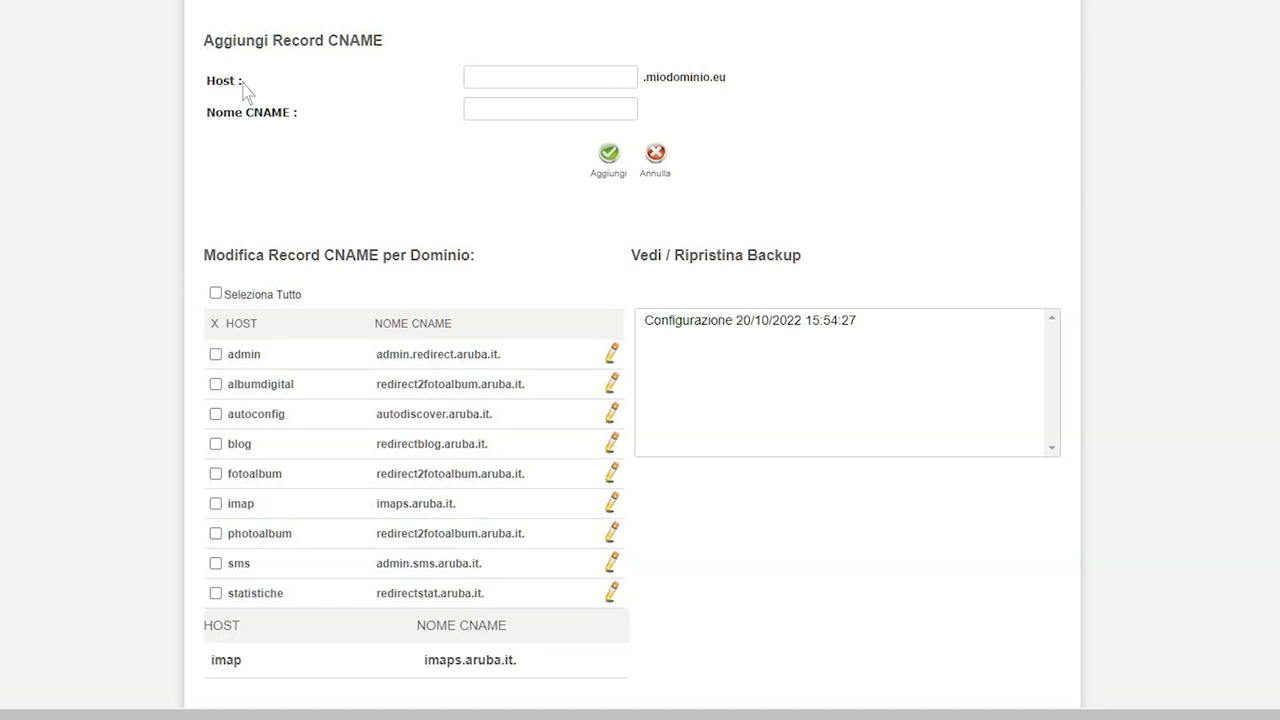 Aggiungi Record CNAME
Host :
.miodominio.eu
Nome CNAME :
Aggiungi Annulla
Modifica Record CNAME per Dominio:
Vedi / Ripristina Backup
Seleziona Tutto
X HOST NOME CNAME
Configurazione 20/10/2022 15:54:27
admin admin.redirect.aruba.it.
albumdigital redirect2fotoalbum.aruba.it.
autoconfig autodiscover.aruba.it.
blog redirectblog.aruba.it.
fotoalbum redirect2fotoalbum.aruba.it.
imap imaps.aruba.it.
photoalbum redirect2fotoalbum.aruba.it.
sms admin.sms.aruba.it.
statistiche redirectstat.aruba.it.
HOST NOME CNAME
imap imaps.aruba.it.